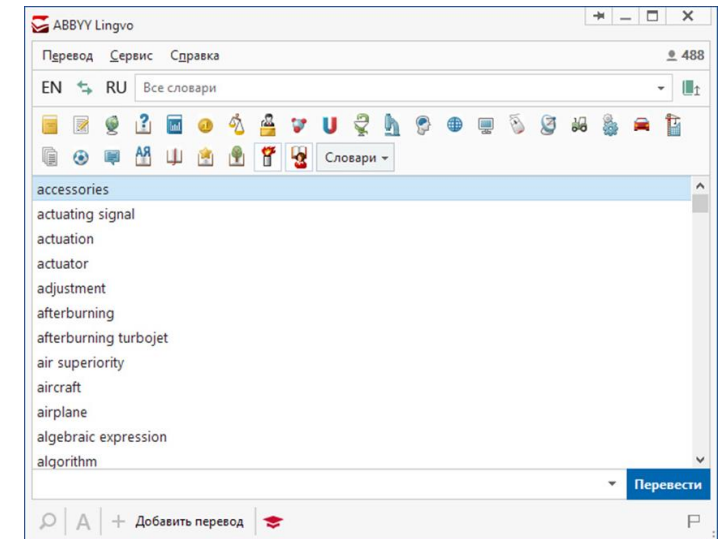 ABBYY Lingvo
Перевод Сервис Справка 488
EN RU Все словари
Словари
accessories
actuating signal
actuation
actuator
adjustment
afterburning
afterburning turbojet
air superiority
aircraft
airplane
algebraic expression
algorithm
Перевести
A Добавить перевод